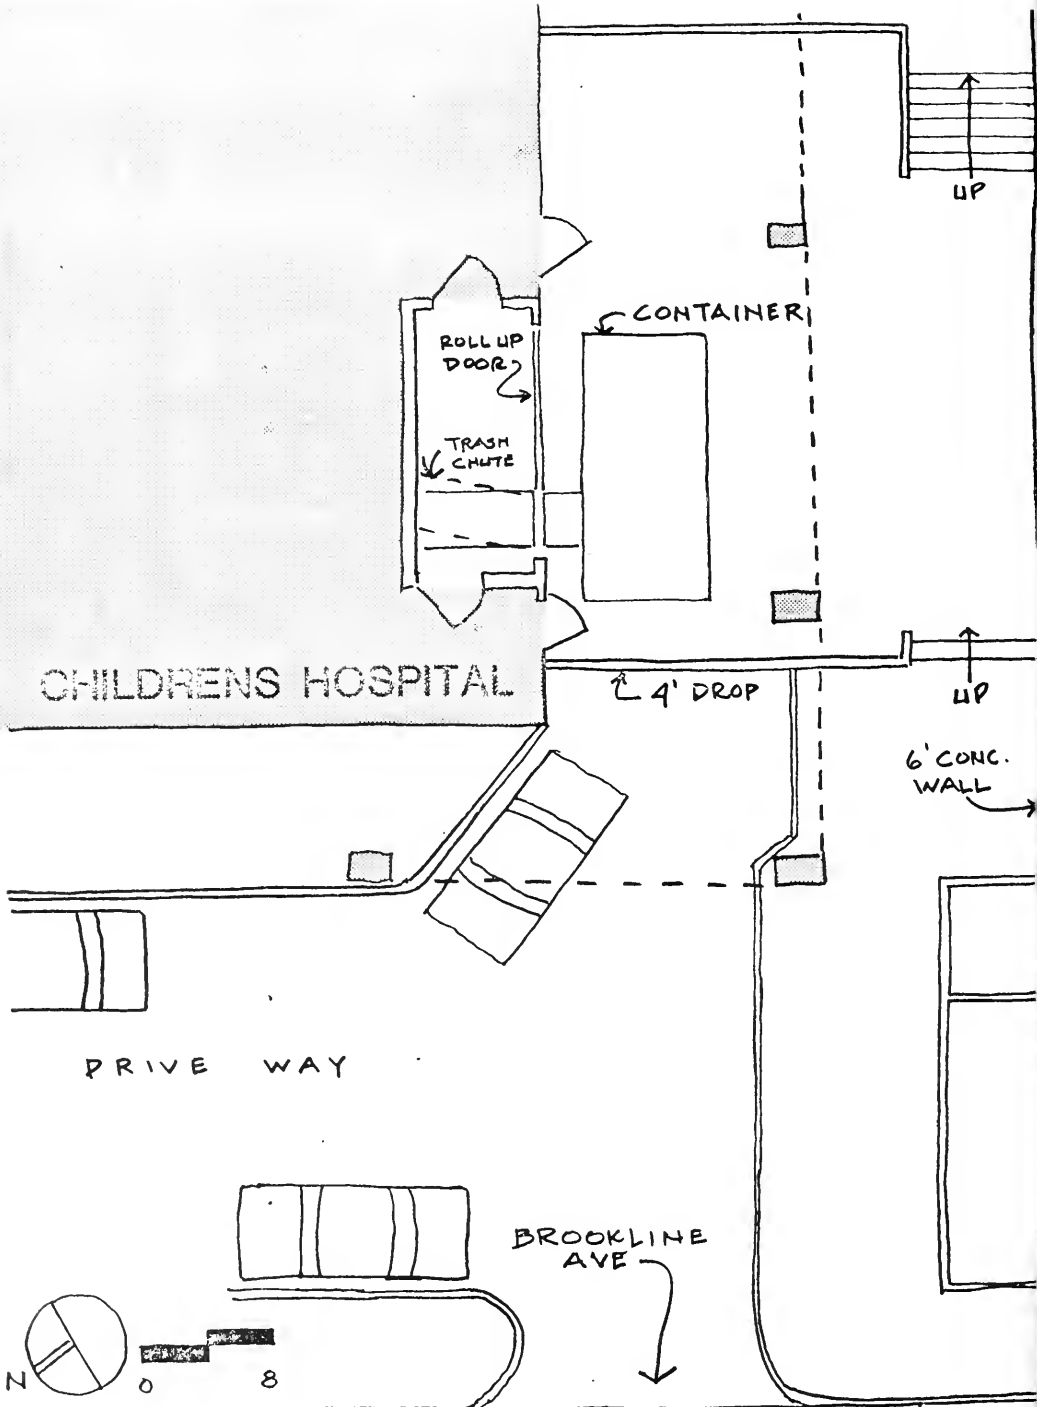 UP
CONTAINER
ROLL UP
DOOR
TRASH
CHUTE
CHILDRENS HOSPITAL
4' DROP
UP
6' CONC.
WALL
DRIVE WAY
BROOKLINE
AVE
N
0 8